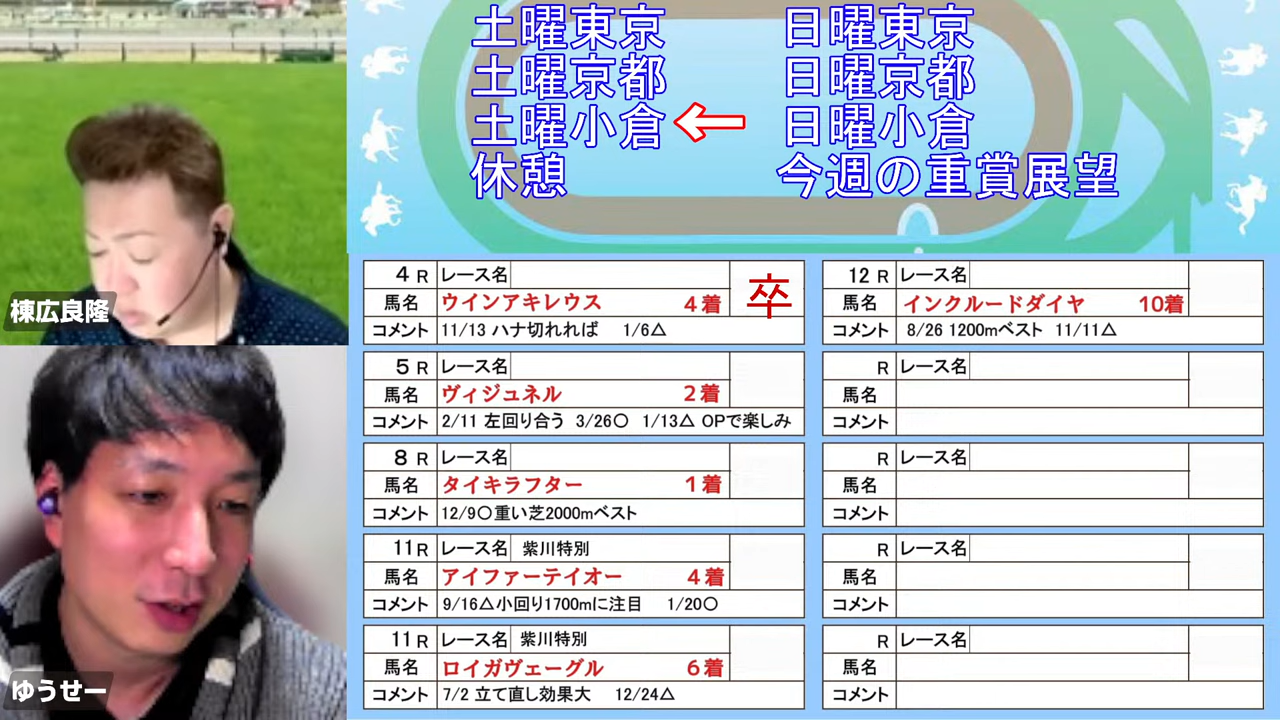 土曜東京
土曜京都
土曜小倉
休憩
日曜東京
日曜京都
日曜小倉
今週の重賞展望
棟広良隆
ゆうせー
4 R レース名
馬名 ウインアキレウス 4着 卒
コメント 11/13 ハナ切れれば 1/6△
5 R レース名
馬名 ヴィジュネル 2着
コメント 2/11 左回り合う 3/26〇 1/13△ OPで楽しみ
8 R レース名
馬名 タイキラフター 1着
コメント 12/9〇重い芝2000mベスト
11 R レース名 紫川特別
馬名 アイファーテイオー 4着
コメント 9/16△小回り1700mに注目 1/20〇
11 R レース名 紫川特別
馬名 ロイガヴェーグル 6着
コメント 7/2 立て直し効果大 12/24△
12 R レース名
馬名 インクルードダイヤ 10着
コメント 8/26 1200mベスト 11/11△
R レース名
馬名
コメント
R レース名
馬名
コメント
R レース名
馬名
コメント
R レース名
馬名
コメント